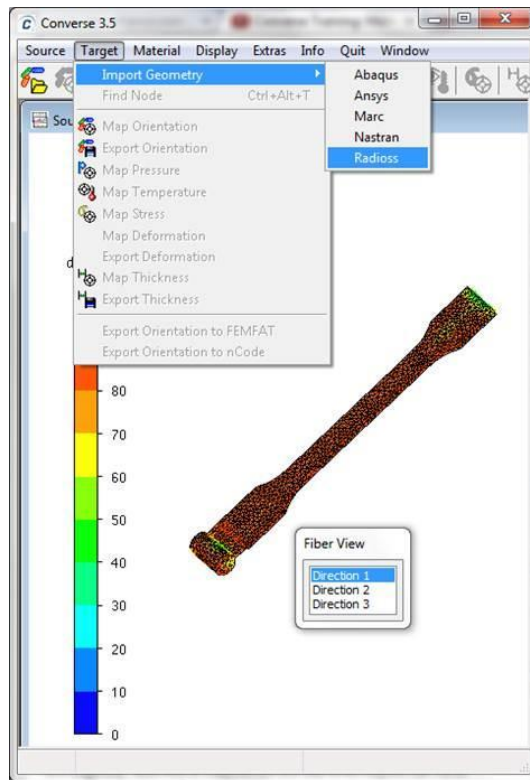 Converse 3.5
Source Target Material Display Extras Info Quit Window
Import Geometry
Find Node Ctrl+Alt+T
Map Orientation
Export Orientation
Map Pressure
Map Temperature
Map Stress
Map Deformation
Export Deformation
Map Thickness
Export Thickness
Export Orientation to FEMFAT
Export Orientation to nCode
Abaqus
Ansys
Marc
Nastran
Radioss
Sou
d
80
70
60
50
40
30
20
10
0
Fiber View
Direction 1
Direction 2
Direction 3